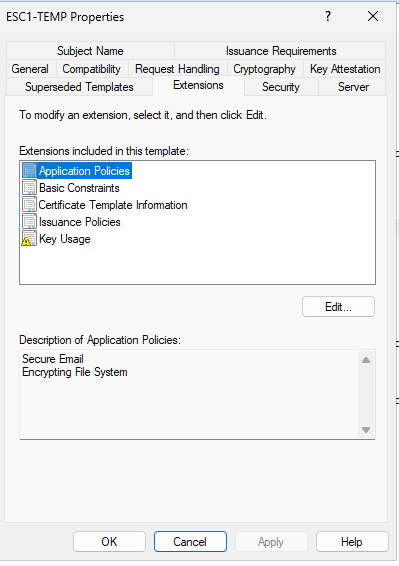 ESC1-TEMP Properties
?
Subject Name Issuance Requirements
General Compatibility Request Handling Cryptography Key Attestation
Superseded Templates Extensions Security Server
To modify an extension, select it, and then click Edit.
Extensions included in this template:
Application Policies
Basic Constraints
Certificate Template Information
Issuance Policies
Key Usage
Edit...
Description of Application Policies:
Secure Email
Encrypting File System
OK Cancel Apply Help